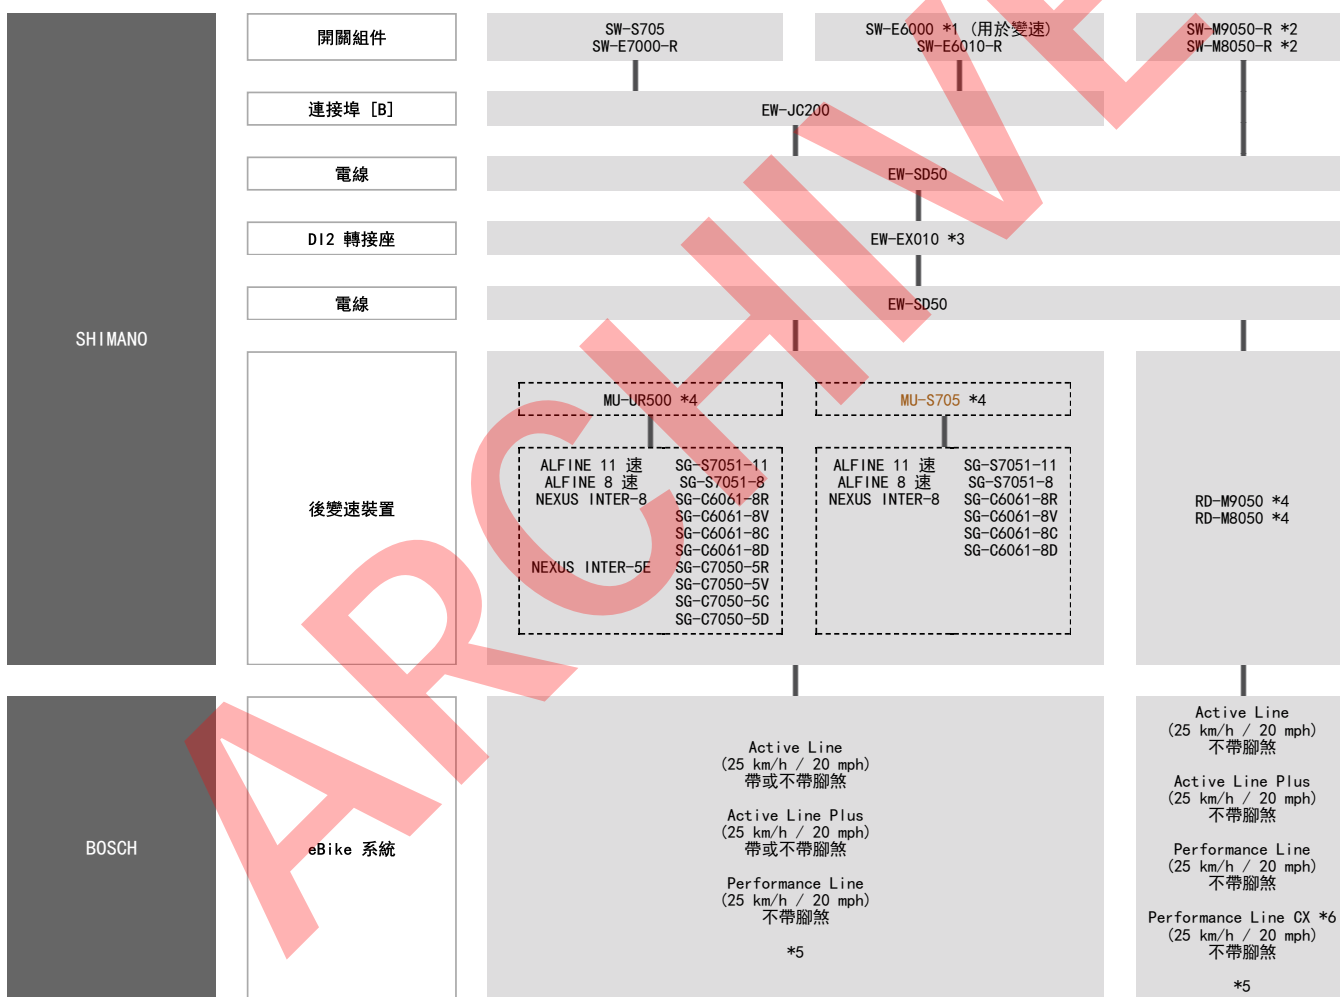 SHIMANO
開關組件
SW-S705
SW-E7000-R
SW-E6000 *1 (用於變速)
SW-E6010-R
SW-M9050-R *2
SW-M8050-R *2
連接埠 [B]
EW-JC200
電線
EW-SD50
DI2 轉接座
EW-EX010 *3
電線
EW-SD50
後變速裝置
MU-UR500 *4
ALFINE 11 速 SG-S7051-11
ALFINE 8 速 SG-S7051-8
NEXUS INTER-8 SG-C6061-8R
SG-C6061-8V
SG-C6061-8C
SG-C6061-8D
NEXUS INTER-5E SG-C7050-5R
SG-C7050-5V
SG-C7050-5C
SG-C7050-5D
MU-S705 *4
ALFINE 11 速 SG-S7051-11
ALFINE 8 速 SG-S7051-8
NEXUS INTER-8 SG-C6061-8R
SG-C6061-8V
SG-C6061-8C
SG-C6061-8D
RD-M9050 *4
RD-M8050 *4
BOSCH
eBike 系統
Active Line
(25 km/h / 20 mph)
帶或不帶腳煞
Active Line Plus
(25 km/h / 20 mph)
帶或不帶腳煞
Performance Line
(25 km/h / 20 mph)
不帶腳煞
*5
Active Line
(25 km/h / 20 mph)
不帶腳煞
Active Line Plus
(25 km/h / 20 mph)
不帶腳煞
Performance Line
(25 km/h / 20 mph)
不帶腳煞
Performance Line CX *6
(25 km/h / 20 mph)
不帶腳煞
*5
ARCHIVE